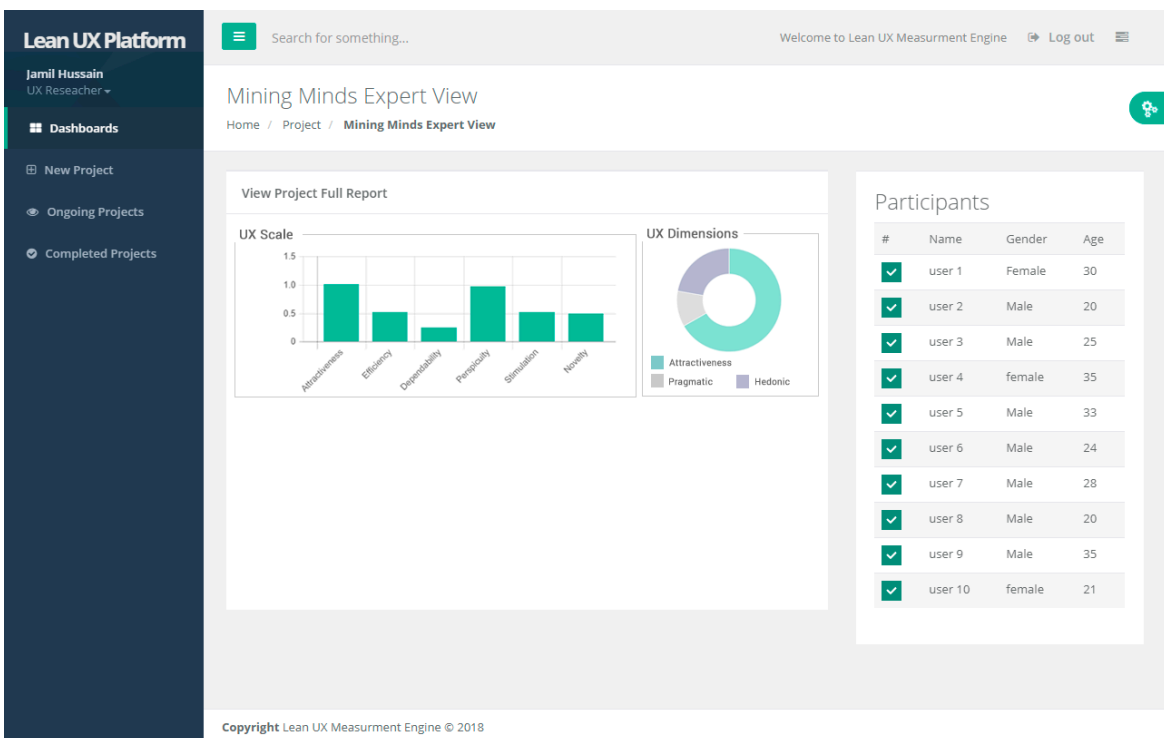 Lean UX Platform
Jamil Hussain
UX Reseacher
Dashboards
New Project
Ongoing Projects
Completed Projects
Search for something...
Welcome to Lean UX Measurment Engine
Log out
Mining Minds Expert View
Home / Project / Mining Minds Expert View
View Project Full Report
UX Scale
1.5
1.0
0.5
0
Attractiveness
Efficiency
Dependability
Perspicuity
Stimulation
Novelty
UX Dimensions
Attractiveness
Pragmatic Hedonic
Participants
# Name Gender Age
user 1 Female 30
user 2 Male 20
user 3 Male 25
user 4 female 35
user 5 Male 33
user 6 Male 24
user 7 Male 28
user 8 Male 20
user 9 Male 35
user 10 female 21
Copyright Lean UX Measurment Engine © 2018